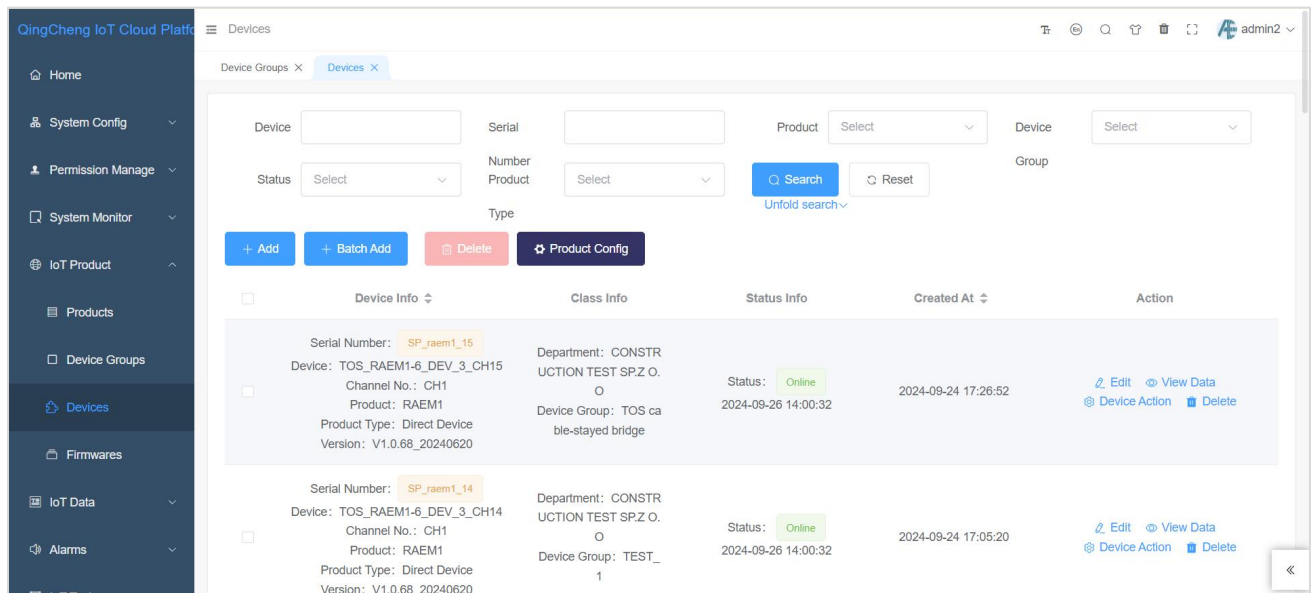 QingCheng IoT Cloud Platfo
Devices
admin2
Home
System Config
Permission Manage
System Monitor
IoT Product
Products
Device Groups
Devices
Firmwares
IoT Data
Alarms
Device Groups
Devices
Device
Serial Number
Product
Select
Device Group
Select
Status
Select
Product Type
Select
Search
Reset
Unfold search
+ Add
+ Batch Add
Delete
Product Config
Device Info
Class Info
Status Info
Created At
Action
Serial Number: SP_raem1_15
Device: TOS_RAEM1-6_DEV_3_CH15
Channel No.: CH1
Product: RAEM1
Product Type: Direct Device
Version: V1.0.68_20240620
Department: CONSTR
UCTION TEST SP.Z O.
O
Device Group: TOS ca
ble-stayed bridge
Status: Online
2024-09-26 14:00:32
2024-09-24 17:26:52
Edit View Data
Device Action Delete
Serial Number: SP_raem1_14
Device: TOS_RAEM1-6_DEV_3_CH14
Channel No.: CH1
Product: RAEM1
Product Type: Direct Device
Version: V1.0.68_20240620
Department: CONSTR
UCTION TEST SP.Z O.
O
Device Group: TEST_
1
Status: Online
2024-09-26 14:00:32
2024-09-24 17:05:20
Edit View Data
Device Action Delete